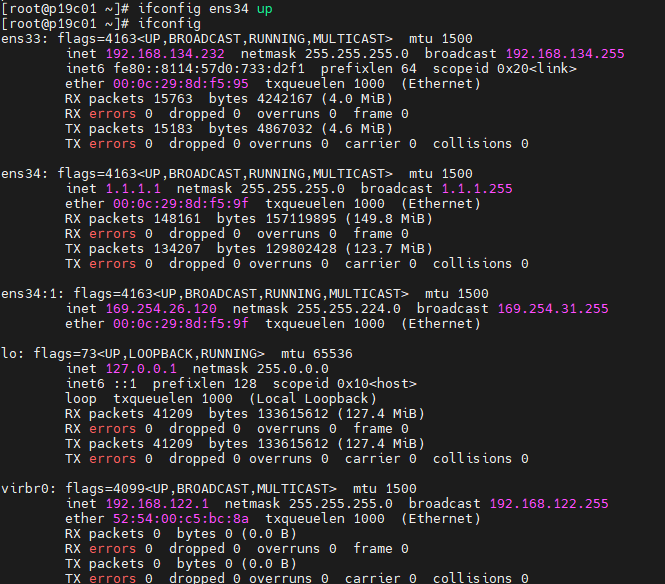 [root@p19c01 ~]# ifconfig ens34 up
[root@p19c01 ~]# ifconfig
ens33: flags=4163<UP,BROADCAST,RUNNING,MULTICAST>  mtu 1500
        inet 192.168.134.232  netmask 255.255.255.0  broadcast 192.168.134.255
        inet6 fe80::8114:57d0:733:d2f1  prefixlen 64  scopeid 0x20<link>
        ether 00:0c:29:8d:f5:95  txqueuelen 1000  (Ethernet)
        RX packets 15763  bytes 4242167 (4.0 MiB)
        RX errors 0  dropped 0  overruns 0  frame 0
        TX packets 15183  bytes 4867032 (4.6 MiB)
        TX errors 0  dropped 0 overruns 0  carrier 0  collisions 0

ens34: flags=4163<UP,BROADCAST,RUNNING,MULTICAST>  mtu 1500
        inet 1.1.1.1  netmask 255.255.255.0  broadcast 1.1.1.255
        ether 00:0c:29:8d:f5:9f  txqueuelen 1000  (Ethernet)
        RX packets 148161  bytes 157119895 (149.8 MiB)
        RX errors 0  dropped 0  overruns 0  frame 0
        TX packets 134207  bytes 129802428 (123.7 MiB)
        TX errors 0  dropped 0 overruns 0  carrier 0  collisions 0

ens34:1: flags=4163<UP,BROADCAST,RUNNING,MULTICAST>  mtu 1500
        inet 169.254.26.120  netmask 255.255.224.0  broadcast 169.254.31.255
        ether 00:0c:29:8d:f5:9f  txqueuelen 1000  (Ethernet)

lo: flags=73<UP,LOOPBACK,RUNNING>  mtu 65536
        inet 127.0.0.1  netmask 255.0.0.0
        inet6 ::1  prefixlen 128  scopeid 0x10<host>
        loop  txqueuelen 1000  (Local Loopback)
        RX packets 41209  bytes 133615612 (127.4 MiB)
        RX errors 0  dropped 0  overruns 0  frame 0
        TX packets 41209  bytes 133615612 (127.4 MiB)
        TX errors 0  dropped 0 overruns 0  carrier 0  collisions 0

virbr0: flags=4099<UP,BROADCAST,MULTICAST>  mtu 1500
        inet 192.168.122.1  netmask 255.255.255.0  broadcast 192.168.122.255
        ether 52:54:00:c5:bc:8a  txqueuelen 1000  (Ethernet)
        RX packets 0  bytes 0 (0.0 B)
        RX errors 0  dropped 0  overruns 0  frame 0
        TX packets 0  bytes 0 (0.0 B)
        TX errors 0  dropped 0 overruns 0  carrier 0  collisions 0